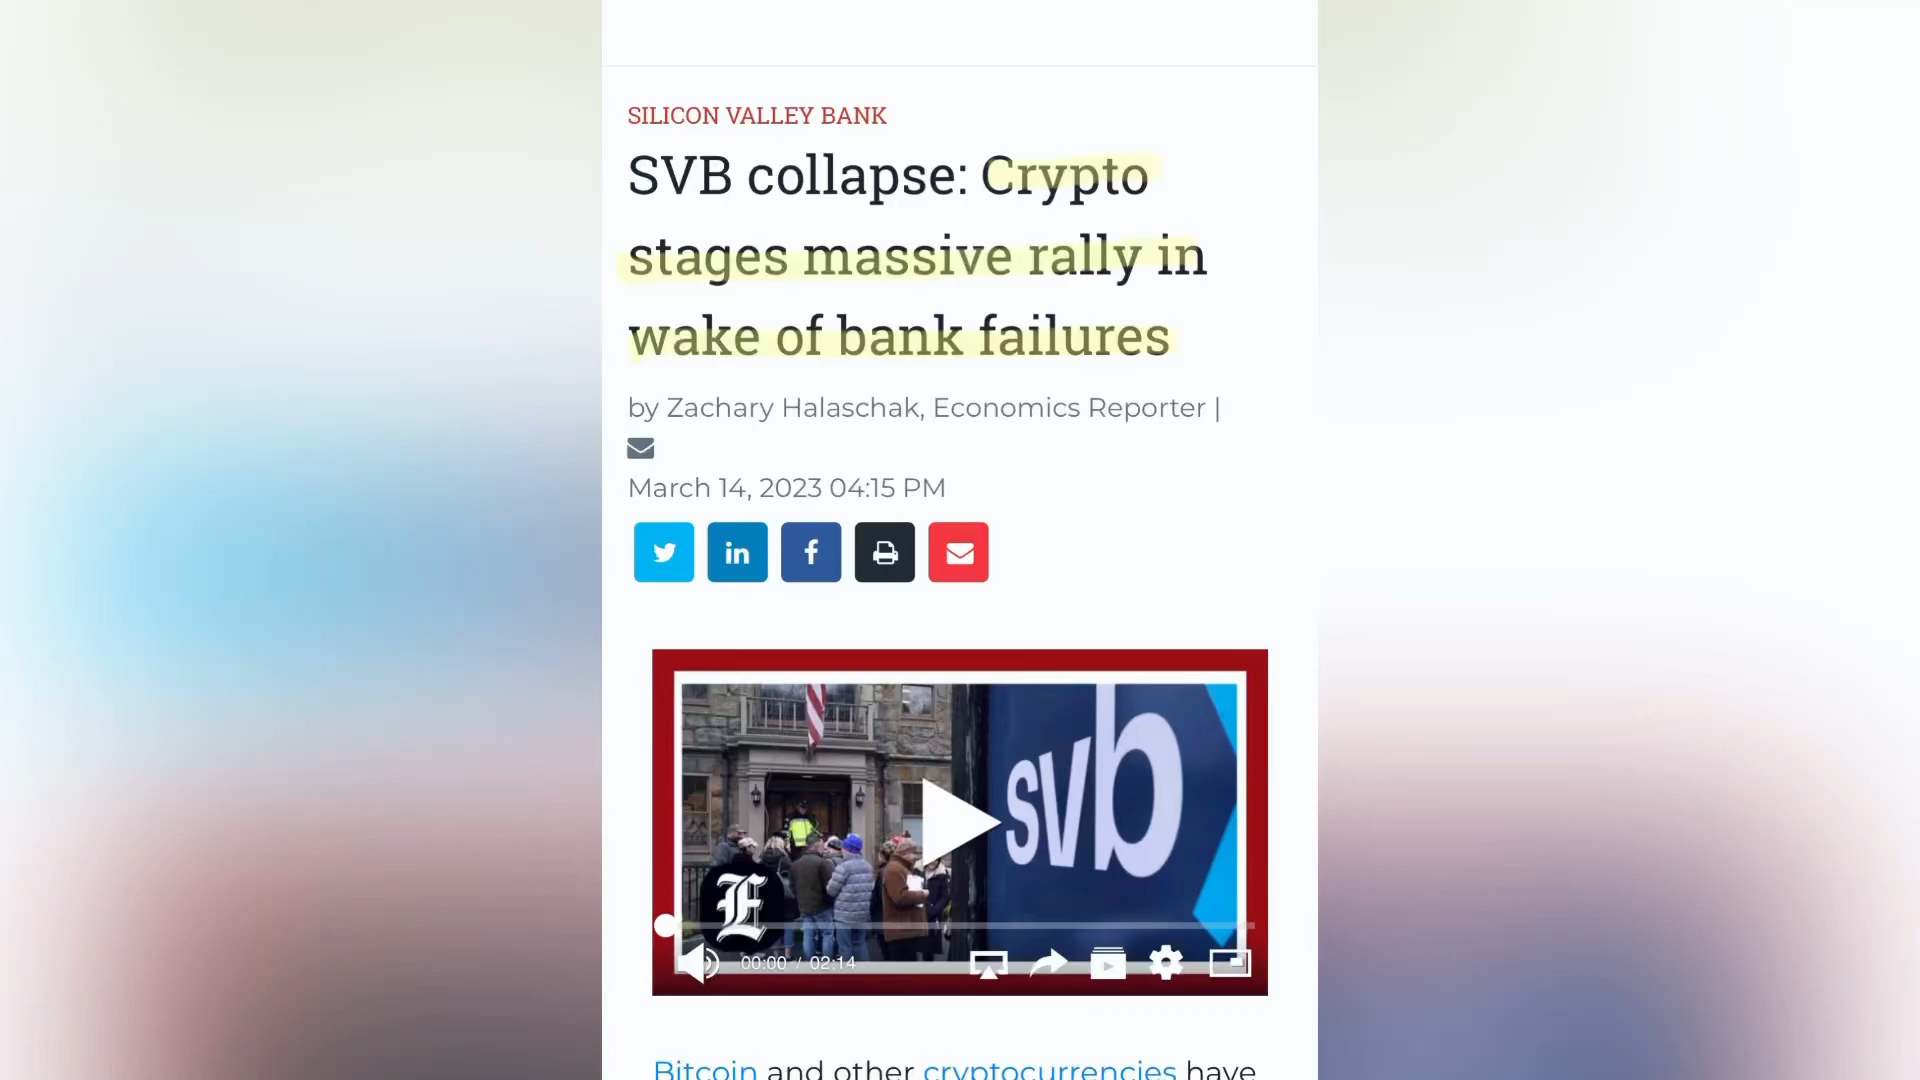 SILICON VALLEY BANK
SVB collapse: Crypto
stages massive rally in
wake of bank failures
by Zachary Halaschak, Economics Reporter |
March 14, 2023 04:15 PM
in
f
svb
E
00:00 / 02:14
Bitcoin and other cryptocurrencies have